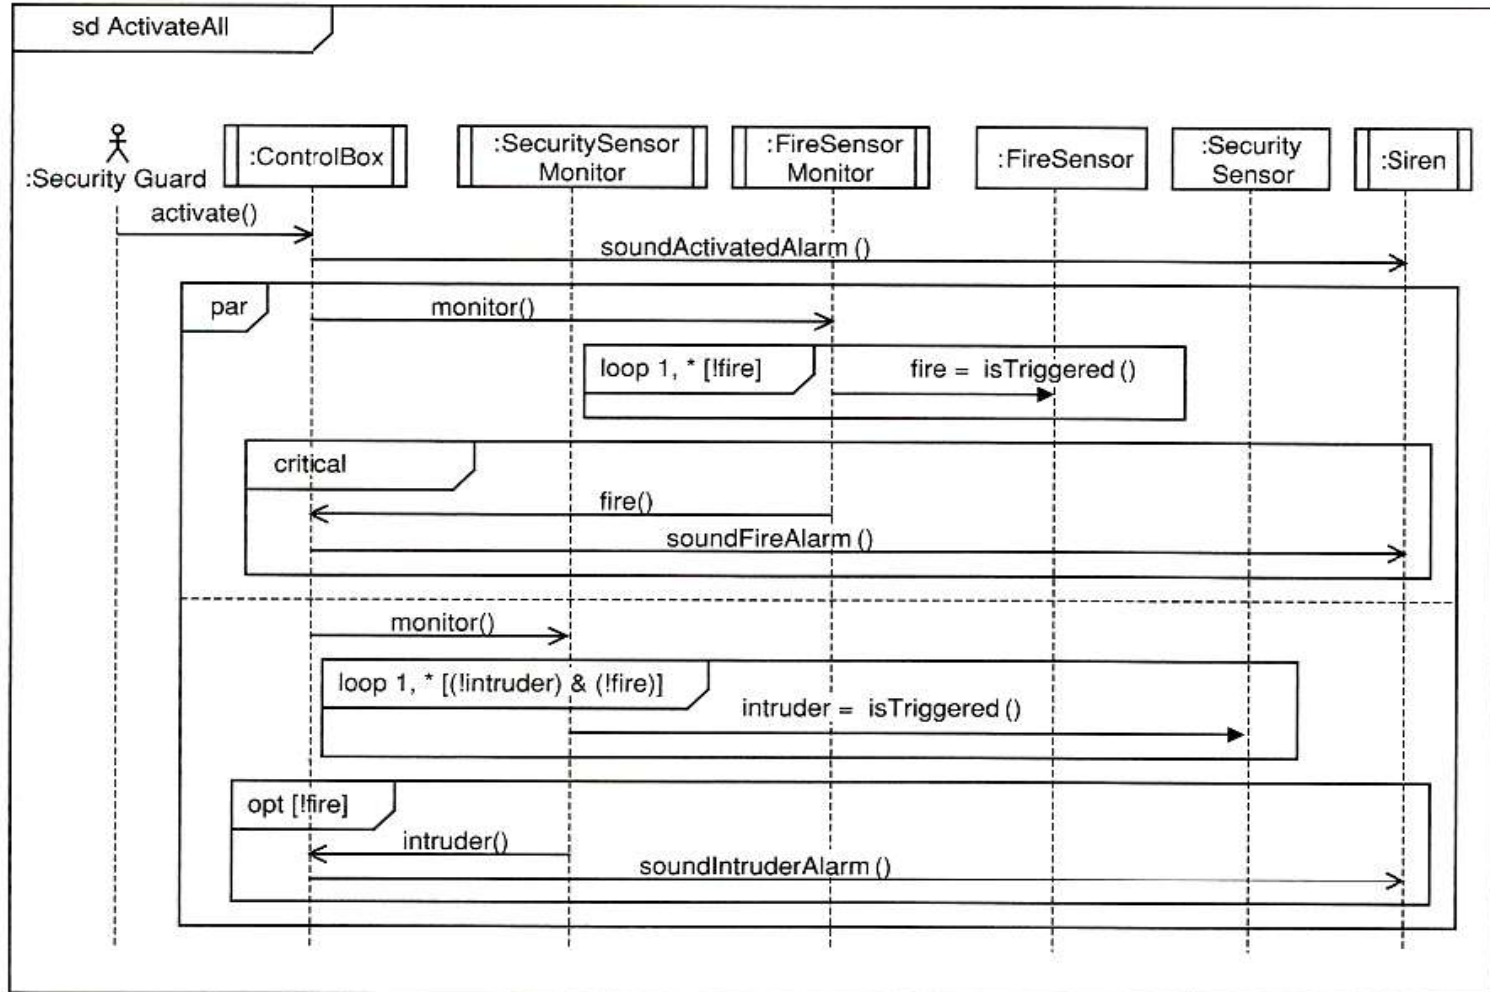 sd ActivateAll
:Security Guard
:ControlBox
:SecuritySensor
Monitor
:FireSensor
Monitor
:FireSensor
:Security
Sensor
:Siren
activate()
soundActivatedAlarm ()
par
monitor()
loop 1, * [!fire]
fire = isTriggered ()
critical
fire()
soundFireAlarm ()
monitor()
loop 1, * [(!intruder) & (!fire)]
intruder = isTriggered ()
opt [!fire]
intruder()
soundIntruderAlarm ()